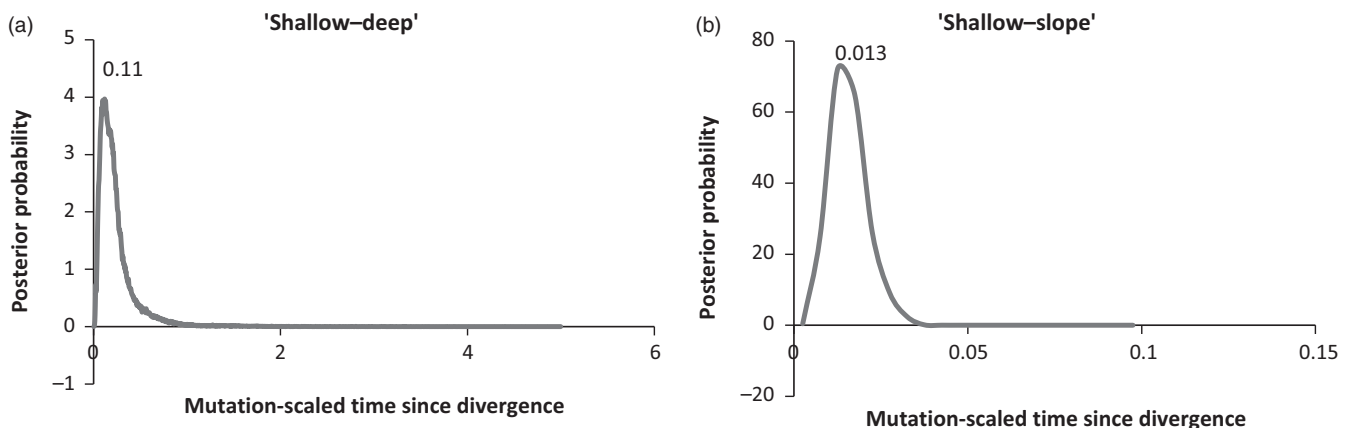 (a)
'Shallow–deep'
5
4
3
2
1
0
–1
0.11
0
2
4
6
Posterior probability
Mutation-scaled time since divergence
(b)
'Shallow–slope'
80
60
40
20
0
–20
0.013
0
0.05
0.1
0.15
Posterior probability
Mutation-scaled time since divergence